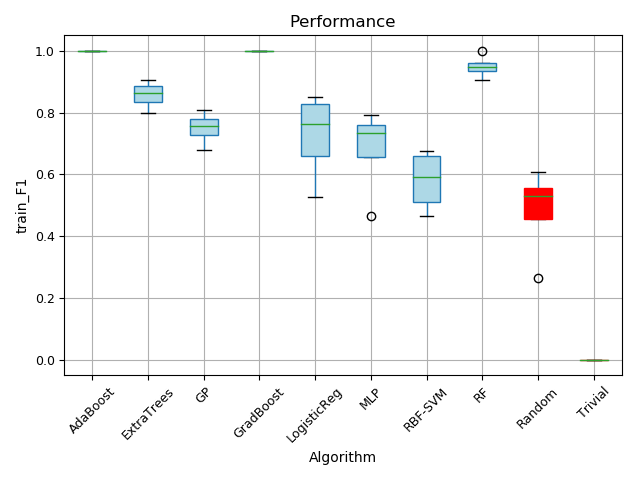 Performance
train_F1
1.0
0.8
0.6
0.4
0.2
0.0
AdaBoost
ExtraTrees
GP
GradBoost
LogisticReg
MLP
RBF-SVM
RF
Random
Trivial
Algorithm